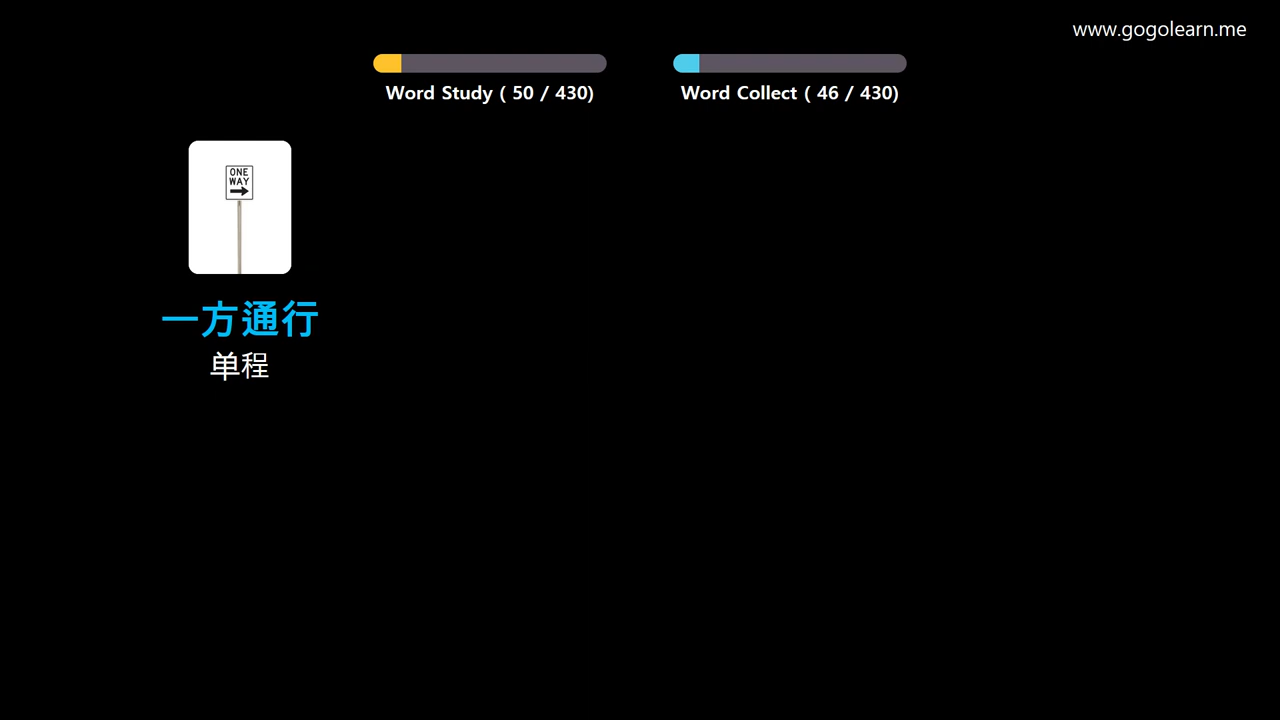 www.gogolearn.me
Word Study ( 50 / 430)
Word Collect ( 46 / 430)
ONE
WAY
一方通行
单程